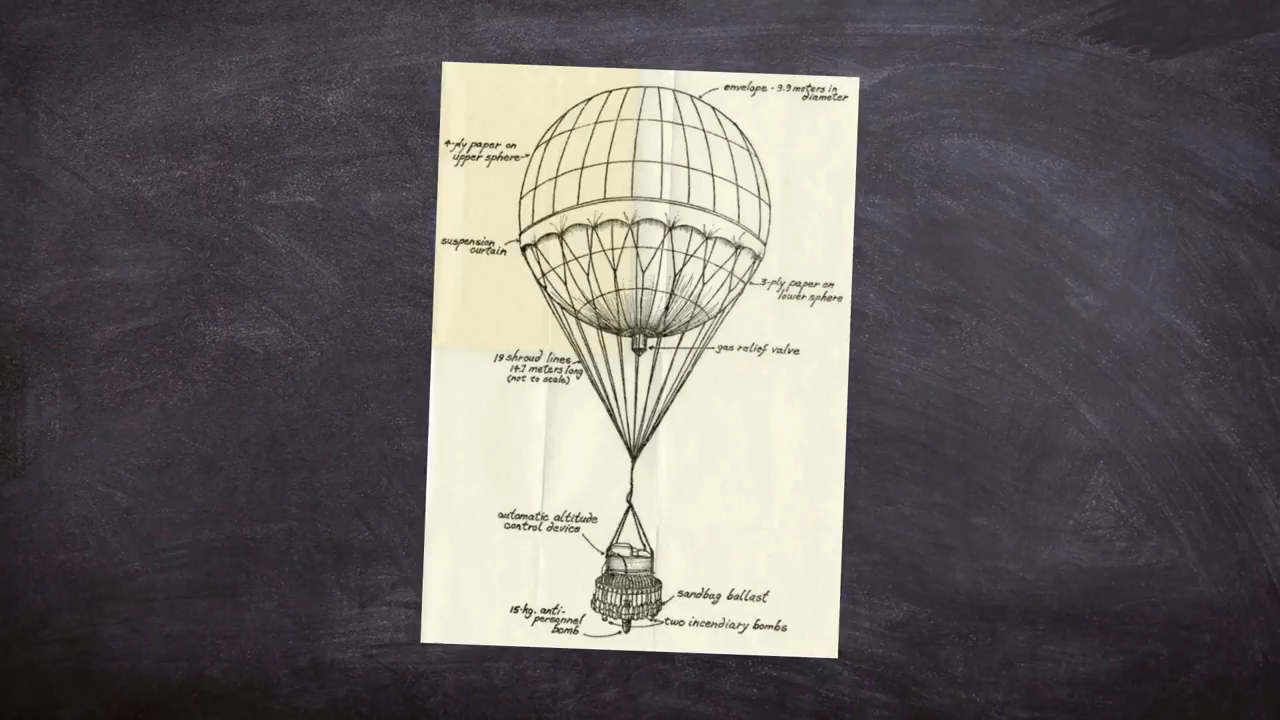 envelope - 9.9 meters in
diameter
4-ply paper on
upper sphere
suspension
curtain
3-ply paper on
lower sphere
gas relief valve
19 shroud lines
14.7 meters long
(not to scale)
automatic altitude
control device
sandbag ballast
15-kg. anti-
personnel
bomb
two incendiary bombs